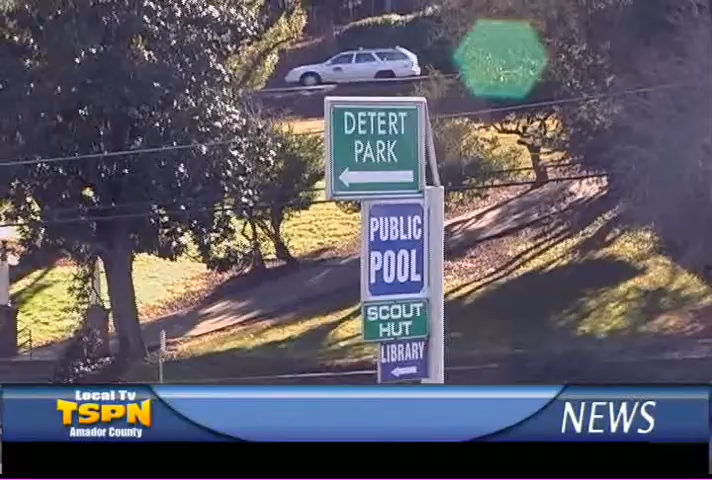 DETERT
PARK
PUBLIC
POOL
SCOUT
HUT
LIBRARY
Local Tv
TSPN
Amador County
NEWS